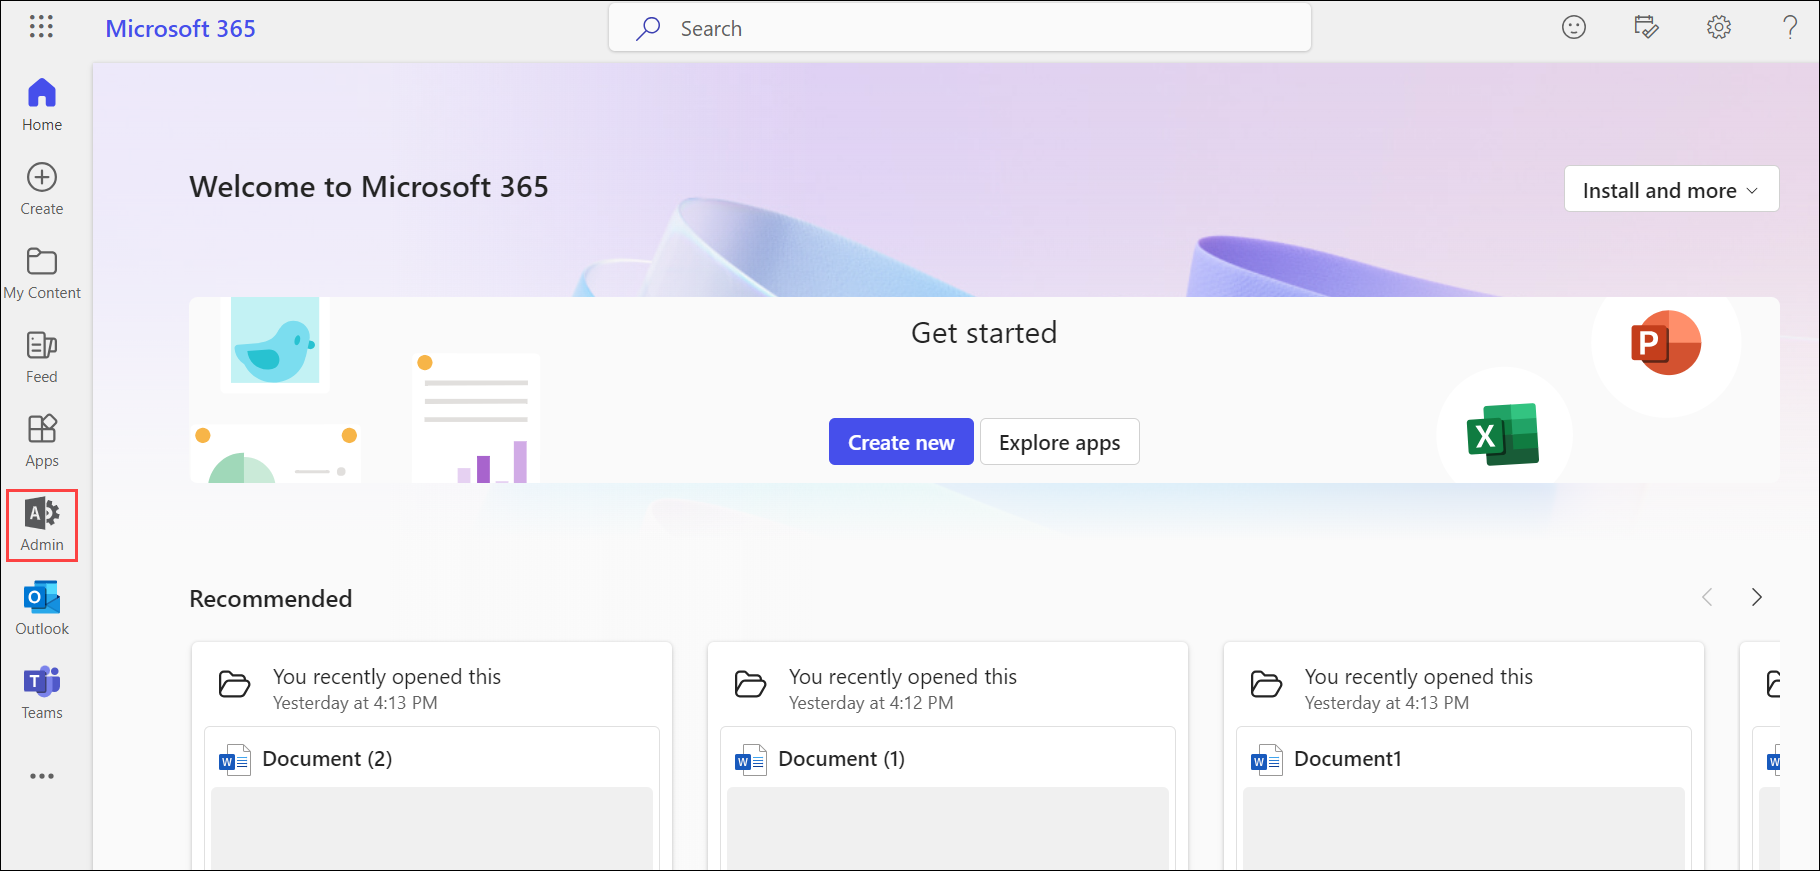 Microsoft 365
Search
Home
Create
My Content
Feed
Apps
A
Admin
O
Outlook
T
Teams
Welcome to Microsoft 365
Install and more
Get started
Create new
Explore apps
P
X
Recommended
You recently opened this
Yesterday at 4:13 PM
W
Document (2)
You recently opened this
Yesterday at 4:12 PM
W
Document (1)
You recently opened this
Yesterday at 4:13 PM
W
Document1
W